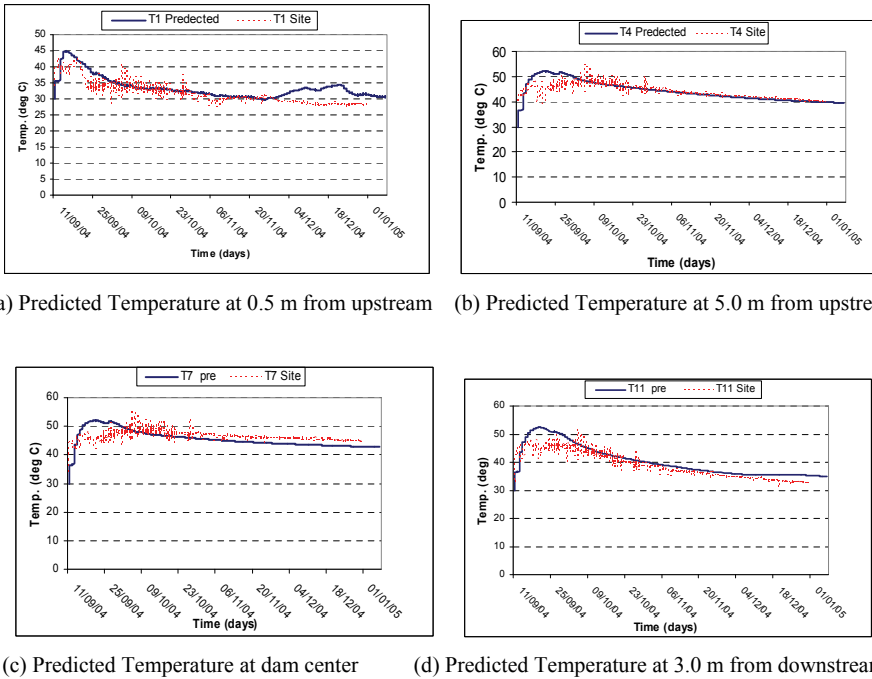 T1 Predected T1 Site
50
45
40
35
30
25
20
15
10
5
0
Temp. (deg C)
11/09/04 25/09/04 09/10/04 23/10/04 06/11/04 20/11/04 04/12/04 18/12/04 01/01/05
Time (days)
a) Predicted Temperature at 0.5 m from upstream
T4 Predected T4 Site
60
50
40
30
20
10
0
Temp. (deg C)
11/09/04 25/09/04 09/10/04 23/10/04 06/11/04 20/11/04 04/12/04 18/12/04 01/01/05
Time (days)
(b) Predicted Temperature at 5.0 m from upstre
T7 pre T7 Site
60
50
40
30
20
10
0
Temp. (deg C)
11/09/04 25/09/04 09/10/04 23/10/04 06/11/04 20/11/04 04/12/04 18/12/04 01/01/05
Time (days)
(c) Predicted Temperature at dam center
T11 pre T11 Site
60
50
40
30
20
10
0
Temp. (deg)
11/09/04 25/09/04 09/10/04 23/10/04 06/11/04 20/11/04 04/12/04 18/12/04 01/01/05
Time (days)
(d) Predicted Temperature at 3.0 m from downstream